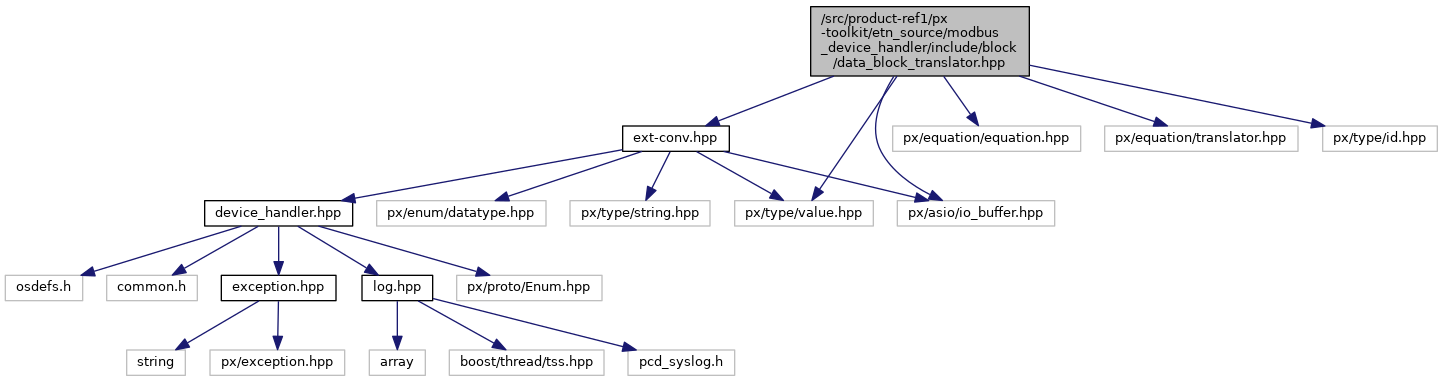 /src/product-ref1/px
-toolkit/etn_source/modbus
_device_handler/include/block
/data_block_translator.hpp
ext-conv.hpp
px/equation/equation.hpp
px/equation/translator.hpp
px/type/id.hpp
device_handler.hpp
px/enum/datatype.hpp
px/type/string.hpp
px/type/value.hpp
px/asio/io_buffer.hpp
osdefs.h
common.h
exception.hpp
log.hpp
px/proto/Enum.hpp
string
px/exception.hpp
array
boost/thread/tss.hpp
pcd_syslog.h